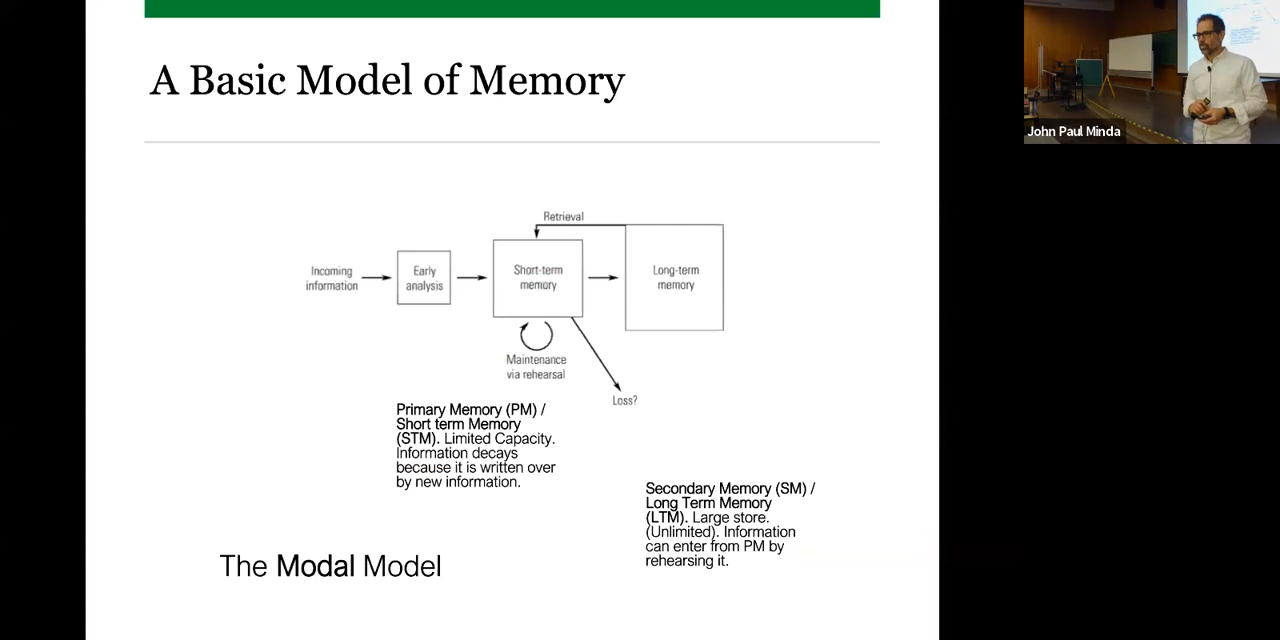 A Basic Model of Memory
John Paul Minda
Retrieval
Incoming
information
Early
analysis
Short-term
memory
Long-term
memory
Maintenance
via rehearsal
Loss?
Primary Memory (PM) /
Short term Memory
(STM). Limited Capacity.
Information decays
because it is written over
by new information.
Secondary Memory (SM) /
Long Term Memory
(LTM). Large store.
(Unlimited). Information
can enter from PM by
rehearsing it.
The Modal Model